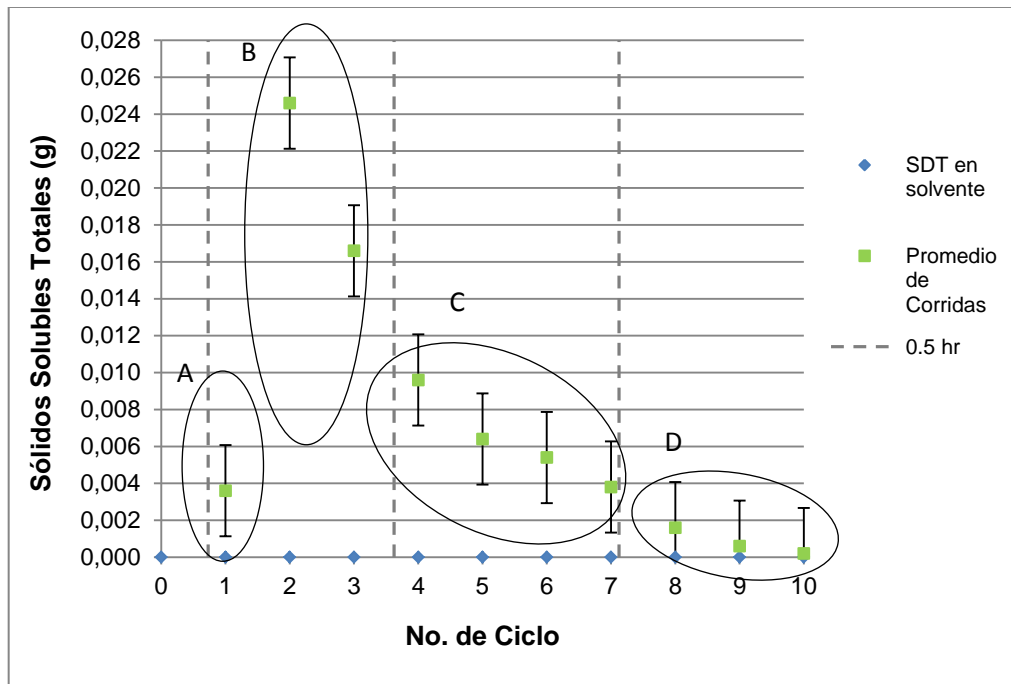 Sólidos Solubles Totales (g)
0,028
0,026
0,024
0,022
0,020
0,018
0,016
0,014
0,012
0,010
0,008
0,006
0,004
0,002
0,000
A
B
C
D
0 1 2 3 4 5 6 7 8 9 10
No. de Ciclo
SDT en
solvente
Promedio
de
Corridas
0.5 hr